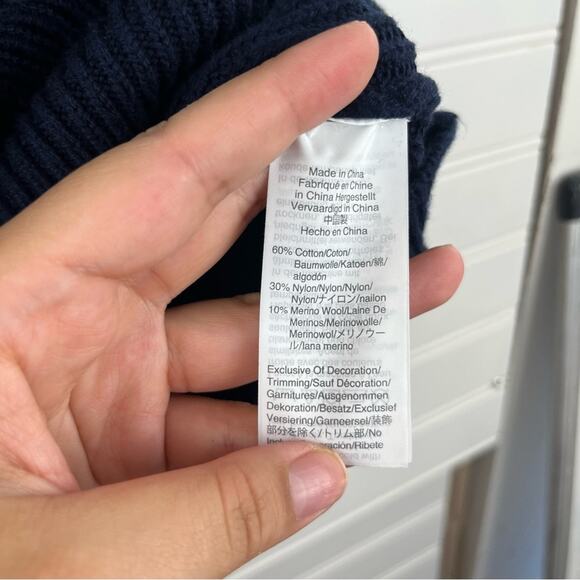 Made in China
Fabriqué en Chine
in China Hergestellt
Vervaardigd in China
中国製
Hecho en China
60% Cotton/Coton/
Baumwolle/Katoen/綿/
algodón
30% Nylon/Nylon/Nylon/
Nylon/ナイロン/nailon
10% Merino Wool/Laine De
Merinos/Merinowolle/
Merinowol/メリノウー
ル/lana merino
Exclusive Of Decoration/
Trimming/Sauf Décoration/
Garnitures/Ausgenommen
Dekoration/Besatz/Exclusief
Versiering/Garneersel/装飾
部分を除く/トリム部/No
/Ribete